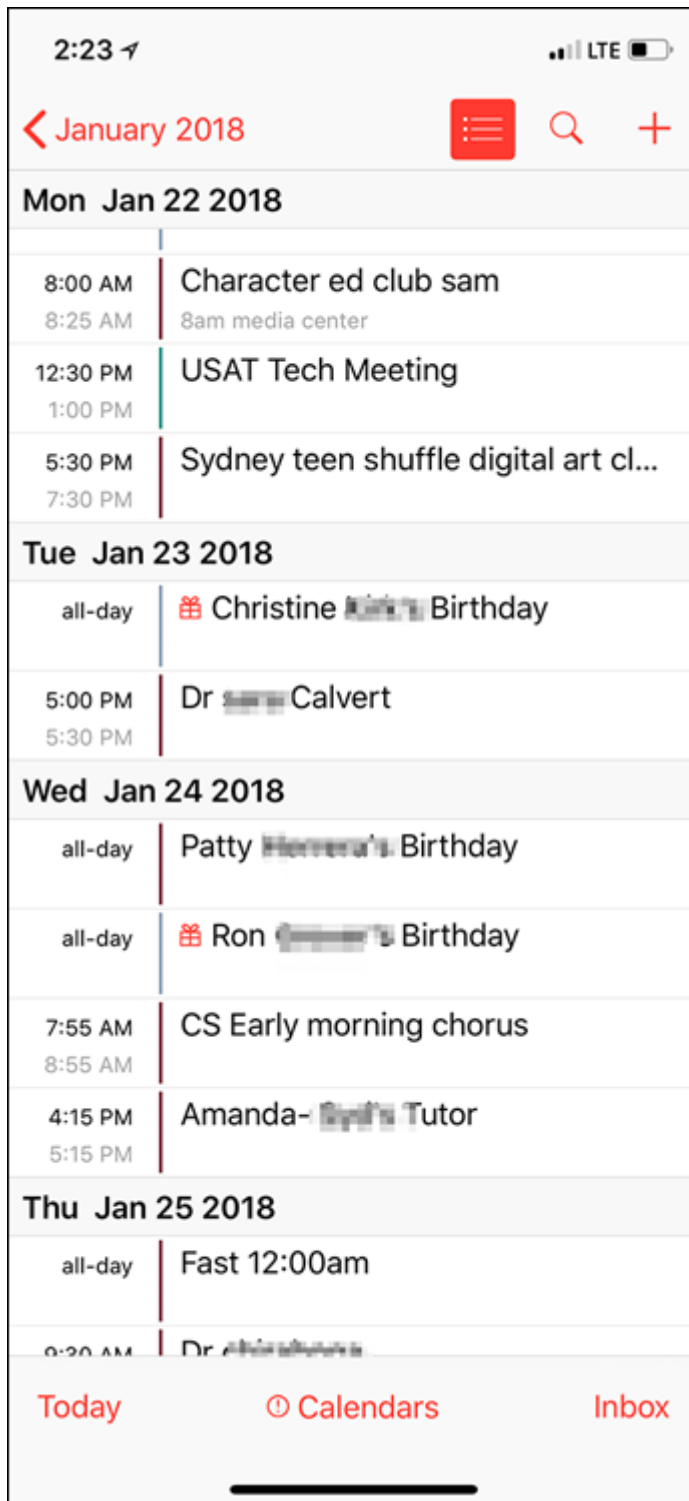 2:23
LTE
January 2018
Mon Jan 22 2018
8:00 AM
Character ed club sam
8:25 AM
8am media center
12:30 PM
USAT Tech Meeting
1:00 PM
5:30 PM
Sydney teen shuffle digital art cl...
7:30 PM
Tue Jan 23 2018
all-day
Christine Birthday
5:00 PM
Dr Calvert
5:30 PM
Wed Jan 24 2018
all-day
Patty Birthday
all-day
Ron Birthday
7:55 AM
CS Early morning chorus
8:55 AM
4:15 PM
Amanda- Tutor
5:15 PM
Thu Jan 25 2018
all-day
Fast 12:00am
9:30 AM
Dr
Today
Calendars
Inbox